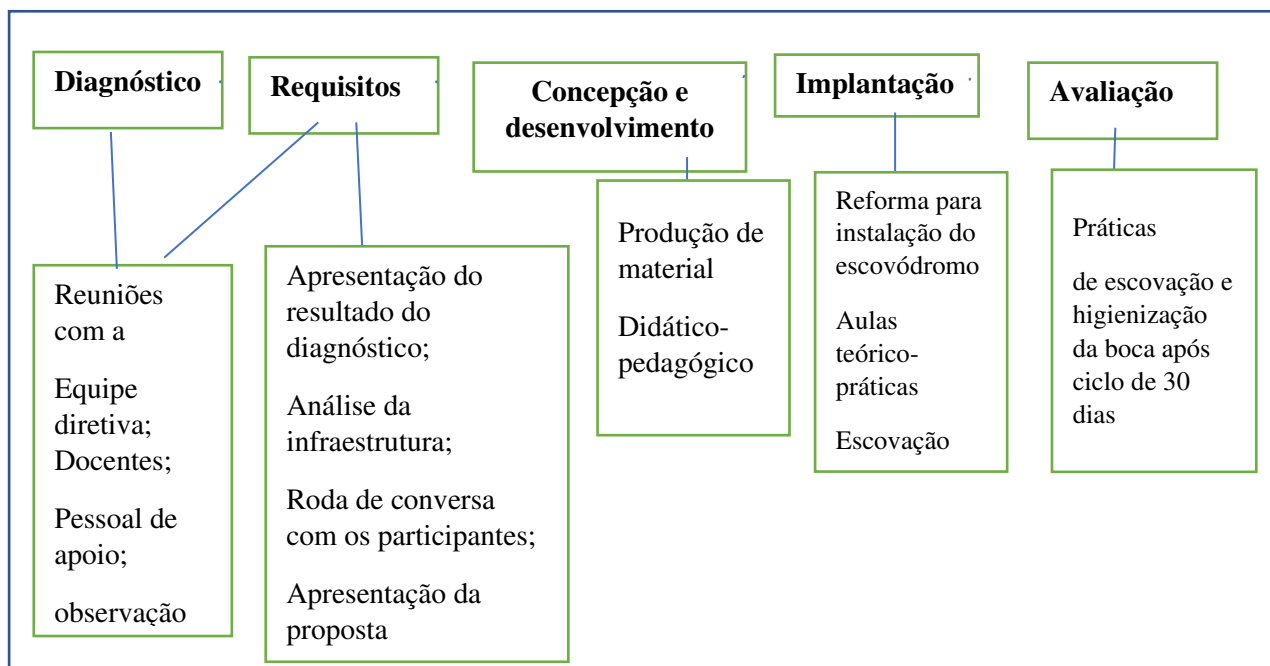 Diagnóstico
Requisitos
Concepção e
desenvolvimento
Implantação
Avaliação
Reuniões
com a
Equipe
diretiva;
Docentes;
Pessoal de
apoio;
observação
Apresentação do
resultado do
diagnóstico;
Análise da
infraestrutura;
Roda de conversa
com os participantes;
Apresentação da
proposta
Produção de
material
Didático-
pedagógico
Reforma para
instalação do
escovódromo
Aulas
teórico-
práticas
Escovação
Práticas
de escovação e
higienização
da boca após
ciclo de 30
dias